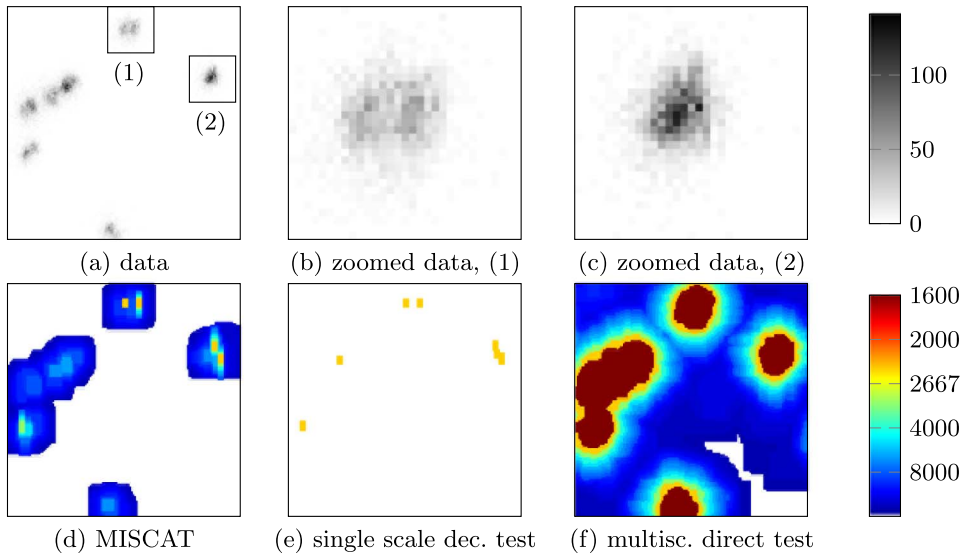 (1)
(2)
100
50
0
(a) data
(b) zoomed data, (1)
(c) zoomed data, (2)
1600
2000
2667
4000
8000
(d) MISCAT
(e) single scale dec. test
(f) multisc. direct test